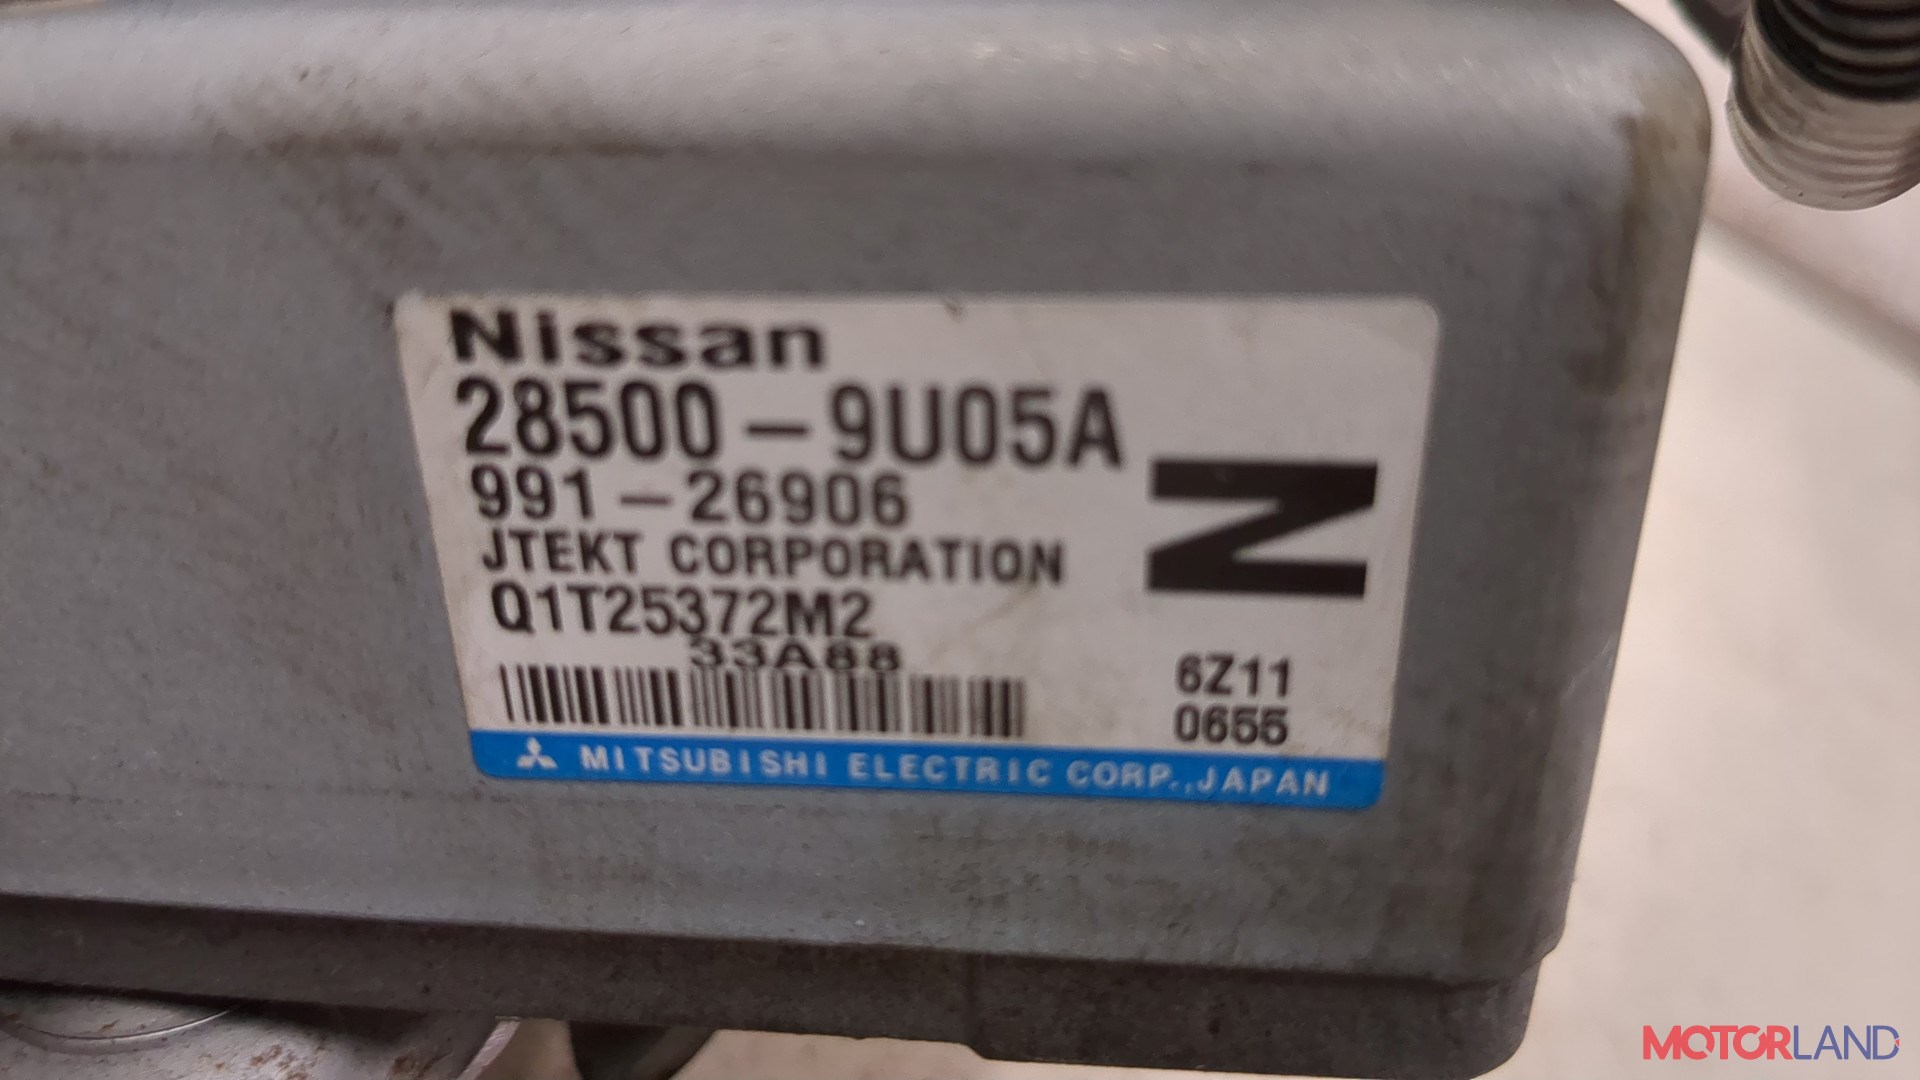 Nissan
28500-9U05A
991-26906
JTEKT CORPORATION
Q1T25372M2
33A88
N
6Z11
0655
MITSUBISHI ELECTRIC CORP., JAPAN
MOTORLAND